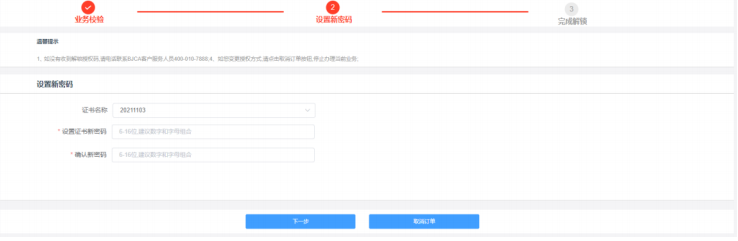 2
3
业务校验
设置新密码
完成解锁
温馨提示
1、如没有收到解锁授权码,请电话联系BJCA客户服务人员400-010-7888,4、如想变更授权方式,请点击取消订单按钮,停止办理当前业务。
设置新密码
证书名称 20211103
* 设置证书新密码 6-16位,建议数字和字母组合
* 确认新密码 6-16位,建议数字和字母组合
下一步 取消订单